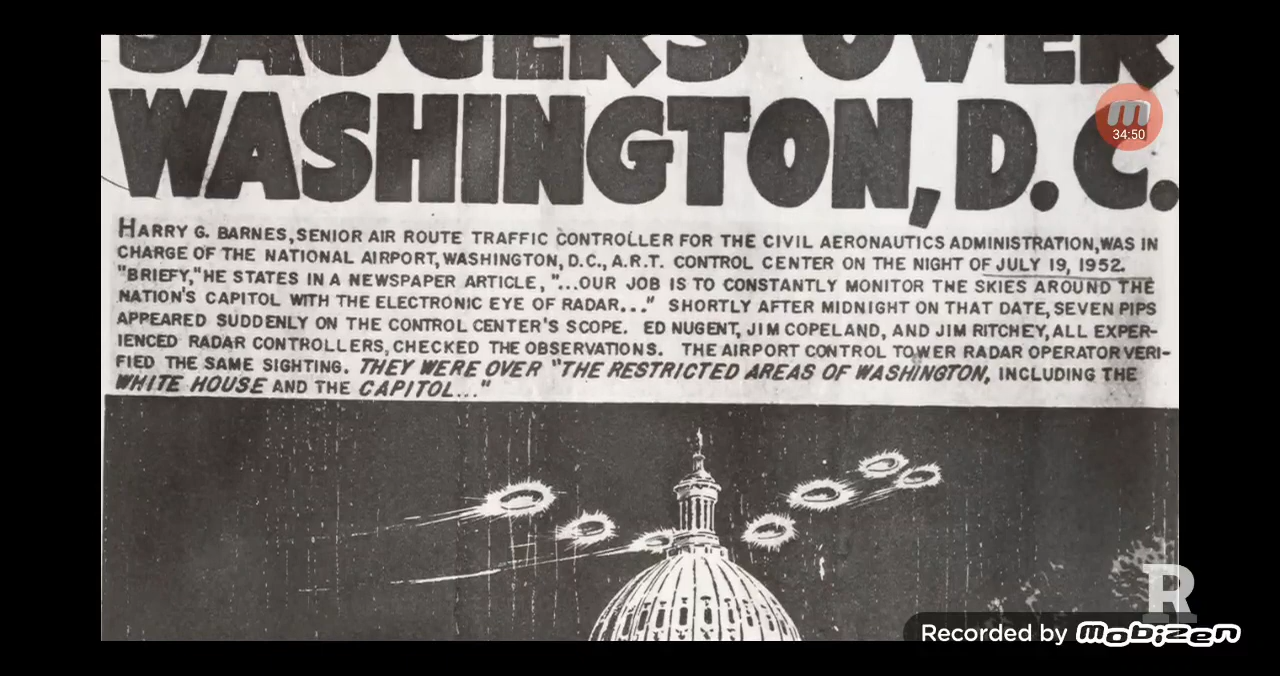 SAUCERS OVER
WASHINGTON, D.C.
34:50
HARRY G. BARNES, SENIOR AIR ROUTE TRAFFIC CONTROLLER FOR THE CIVIL AERONAUTICS ADMINISTRATION, WAS IN
CHARGE OF THE NATIONAL AIRPORT, WASHINGTON, D.C., A.R.T. CONTROL CENTER ON THE NIGHT OF JULY 19, 1952.
"BRIEFY," HE STATES IN A NEWSPAPER ARTICLE, "...OUR JOB IS TO CONSTANTLY MONITOR THE SKIES AROUND THE
NATION'S CAPITOL WITH THE ELECTRONIC EYE OF RADAR..." SHORTLY AFTER MIDNIGHT ON THAT DATE, SEVEN PIPS
APPEARED SUDDENLY ON THE CONTROL CENTER'S SCOPE. ED NUGENT, JIM COPELAND, AND JIM RITCHEY, ALL EXPER-
IENCED RADAR CONTROLLERS, CHECKED THE OBSERVATIONS. THE AIRPORT CONTROL TOWER RADAR OPERATOR VERI-
FIED THE SAME SIGHTING. THEY WERE OVER "THE RESTRICTED AREAS OF WASHINGTON, INCLUDING THE
WHITE HOUSE AND THE CAPITOL..."
R
Recorded by mobizen